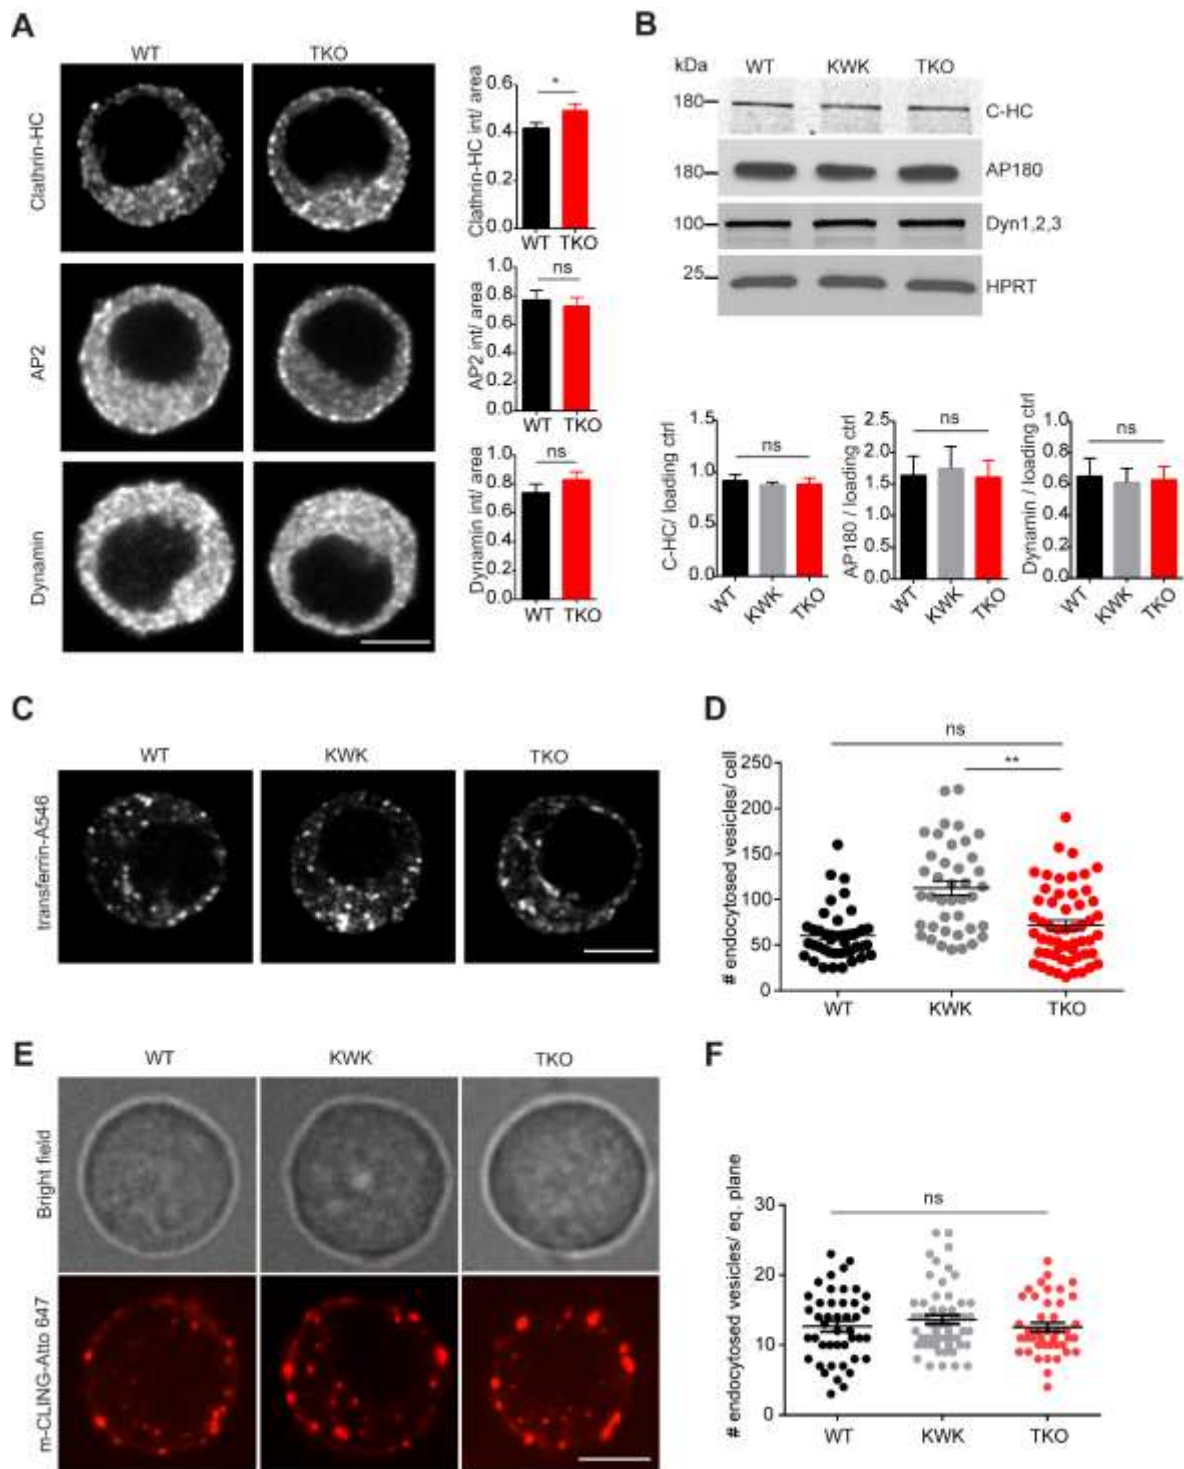 A
WT
TKO
Clathrin-HC
AP2
Dynamin
Clathrin-HC int/ area
0.6
0.4
0.2
0.0
*
WT
TKO
AP2 int/ area
1.0
0.8
0.6
0.4
0.2
0.0
ns
WT
TKO
Dynamin int/ area
1.0
0.8
0.6
0.4
0.2
0.0
ns
WT
TKO
B
kDa
WT
KWK
TKO
180
C-HC
180
AP180
100
Dyn1,2,3
25
HPRT
C-HC/ loading ctrl
1.5
1.0
0.5
0.0
ns
WT
KWK
TKO
AP180 / loading ctrl
2.5
2.0
1.5
1.0
0.5
0.0
ns
WT
KWK
TKO
Dynamin / loading ctrl
1.0
0.8
0.6
0.4
0.2
0.0
ns
WT
KWK
TKO
C
WT
KWK
TKO
transferrin-A546
D
# endocytosed vesicles/ cell
250
200
150
100
50
0
ns
**
WT
KWK
TKO
E
WT
KWK
TKO
Bright field
m-CLING-Atto 647
F
# endocytosed vesicles/ eq. plane
30
20
10
0
ns
WT
KWK
TKO